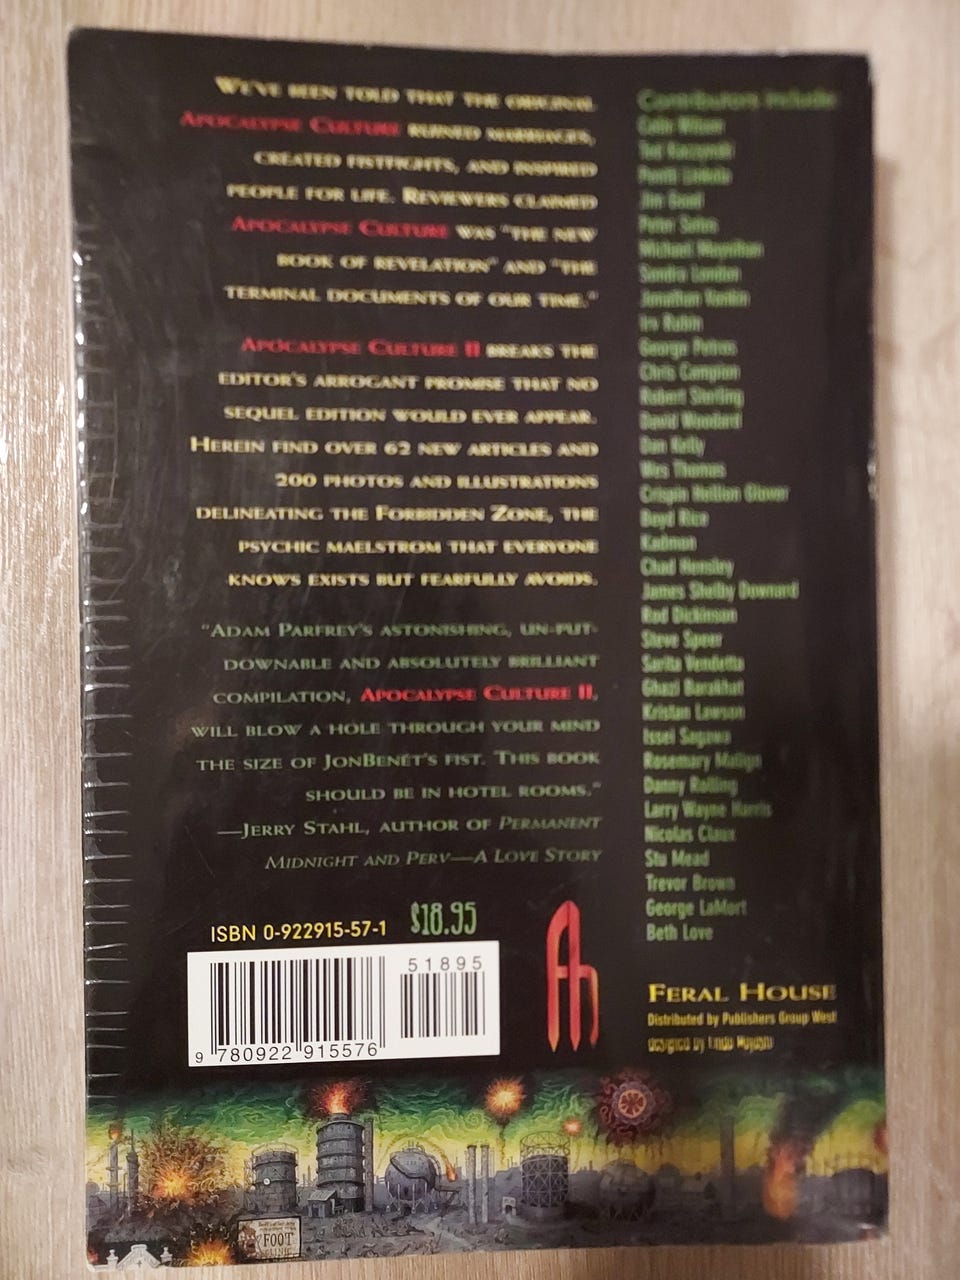 We've been told that the original
Apocalypse Culture ruined marriages,
created fistfights, and inspired
people for life. Reviewers claimed
Apocalypse Culture was "the new
book of revelation" and "the
terminal documents of our time."
Apocalypse Culture II breaks the
editor's arrogant promise that no
sequel edition would ever appear.
Herein find over 62 new articles and
200 photos and illustrations
delineating the Forbidden Zone, the
psychic maelstrom that everyone
knows exists but fearfully avoids.
"Adam Parfrey's astonishing, un-put-
downable and absolutely brilliant
compilation, Apocalypse Culture II,
will blow a hole through your mind
the size of JonBenét's fist. This book
should be in hotel rooms."
—Jerry Stahl, author of Permanent
Midnight and Perv—A Love Story
ISBN 0-922915-57-1 $18.95
51895
9 780922 915576
Contributors include:
Colin Wilson
Ted Kaczynski
Pentti Linkola
Jim Goad
Peter Sotos
Michael Moynihan
Sondra London
Jonathan Vankin
Irv Rubin
George Petros
Chris Campion
Robert Sterling
David Woodard
Dan Kelly
Wes Thomas
Crispin Hellion Glover
Boyd Rice
Kadmon
Chad Hensley
James Shelby Downard
Rod Dickinson
Steve Speer
Sarita Vendetta
Ghazi Barakhat
Kristan Lawson
Issei Sagawa
Rosemary Malign
Danny Rolling
Larry Wayne Harris
Nicolas Claux
Stu Mead
Trevor Brown
George LaMort
Beth Love
Fh
Feral House
Distributed by Publishers Group West
designed by Linda Hayashi
FOOT
CLINIC